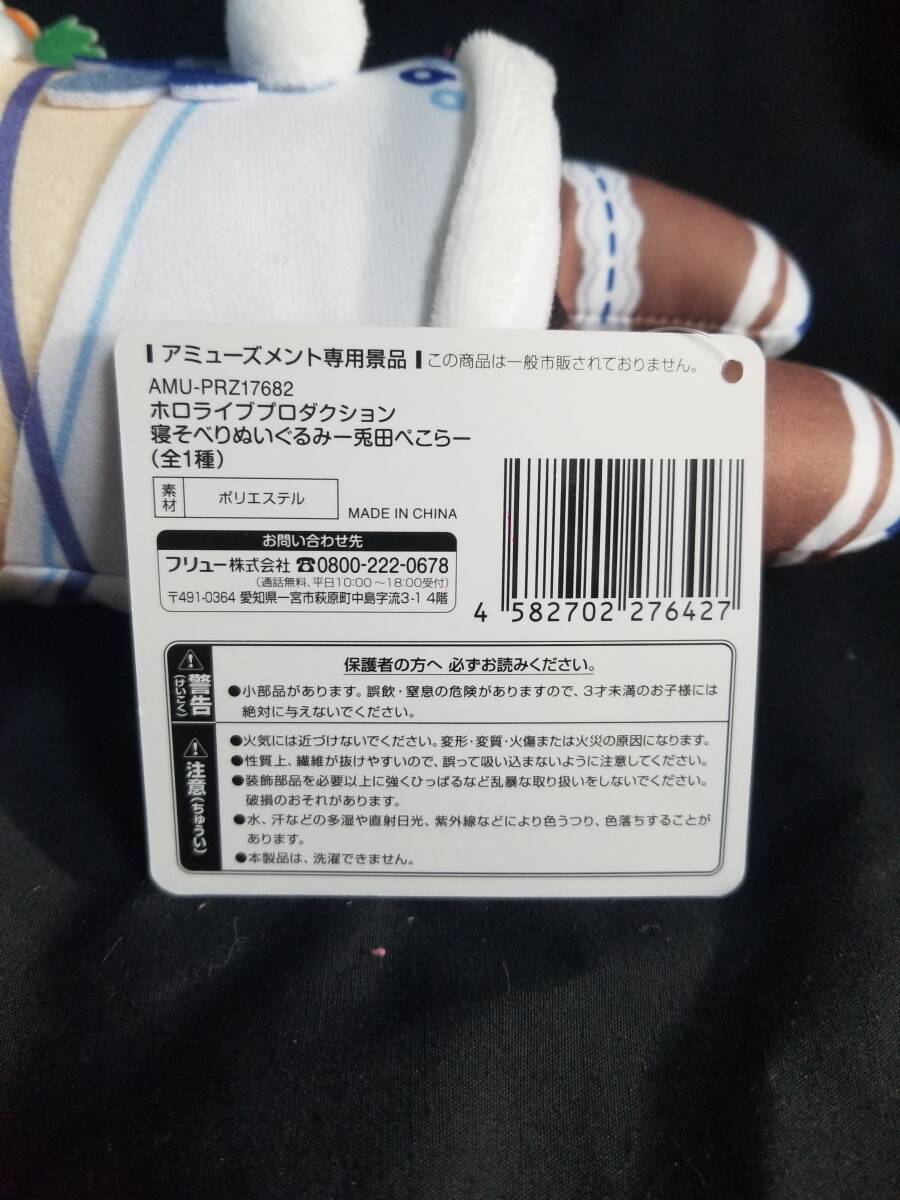 アミューズメント専用景品 この商品は一般市販されておりません。
AMU-PRZ17682
ホロライブプロダクション
寝そべりぬいぐるみー兎田ぺこらー
(全1種)
素材 ポリエステル
MADE IN CHINA
お問い合わせ先
フリュー株式会社 ☎0800-222-0678
(通話無料、平日10:00～18:00受付)
〒491-0364 愛知県一宮市萩原町中島字流3-1 4階
4 582702 276427
保護者の方へ 必ずお読みください。
⚠警告(けいこく)
●小部品があります。誤飲・窒息の危険がありますので、3才未満のお子様には
絶対に与えないでください。
⚠注意(ちゅうい)
●火気には近づけないでください。変形・変質・火傷または火災の原因になります。
●性質上、繊維が抜けやすいので、誤って吸い込まないように注意してください。
●装飾部品を必要以上に強くひっぱるなど乱暴な取り扱いをしないでください。
破損のおそれがあります。
●水、汗などの多湿や直射日光、紫外線などにより色うつり、色落ちすることが
あります。
●本製品は、洗濯できません。